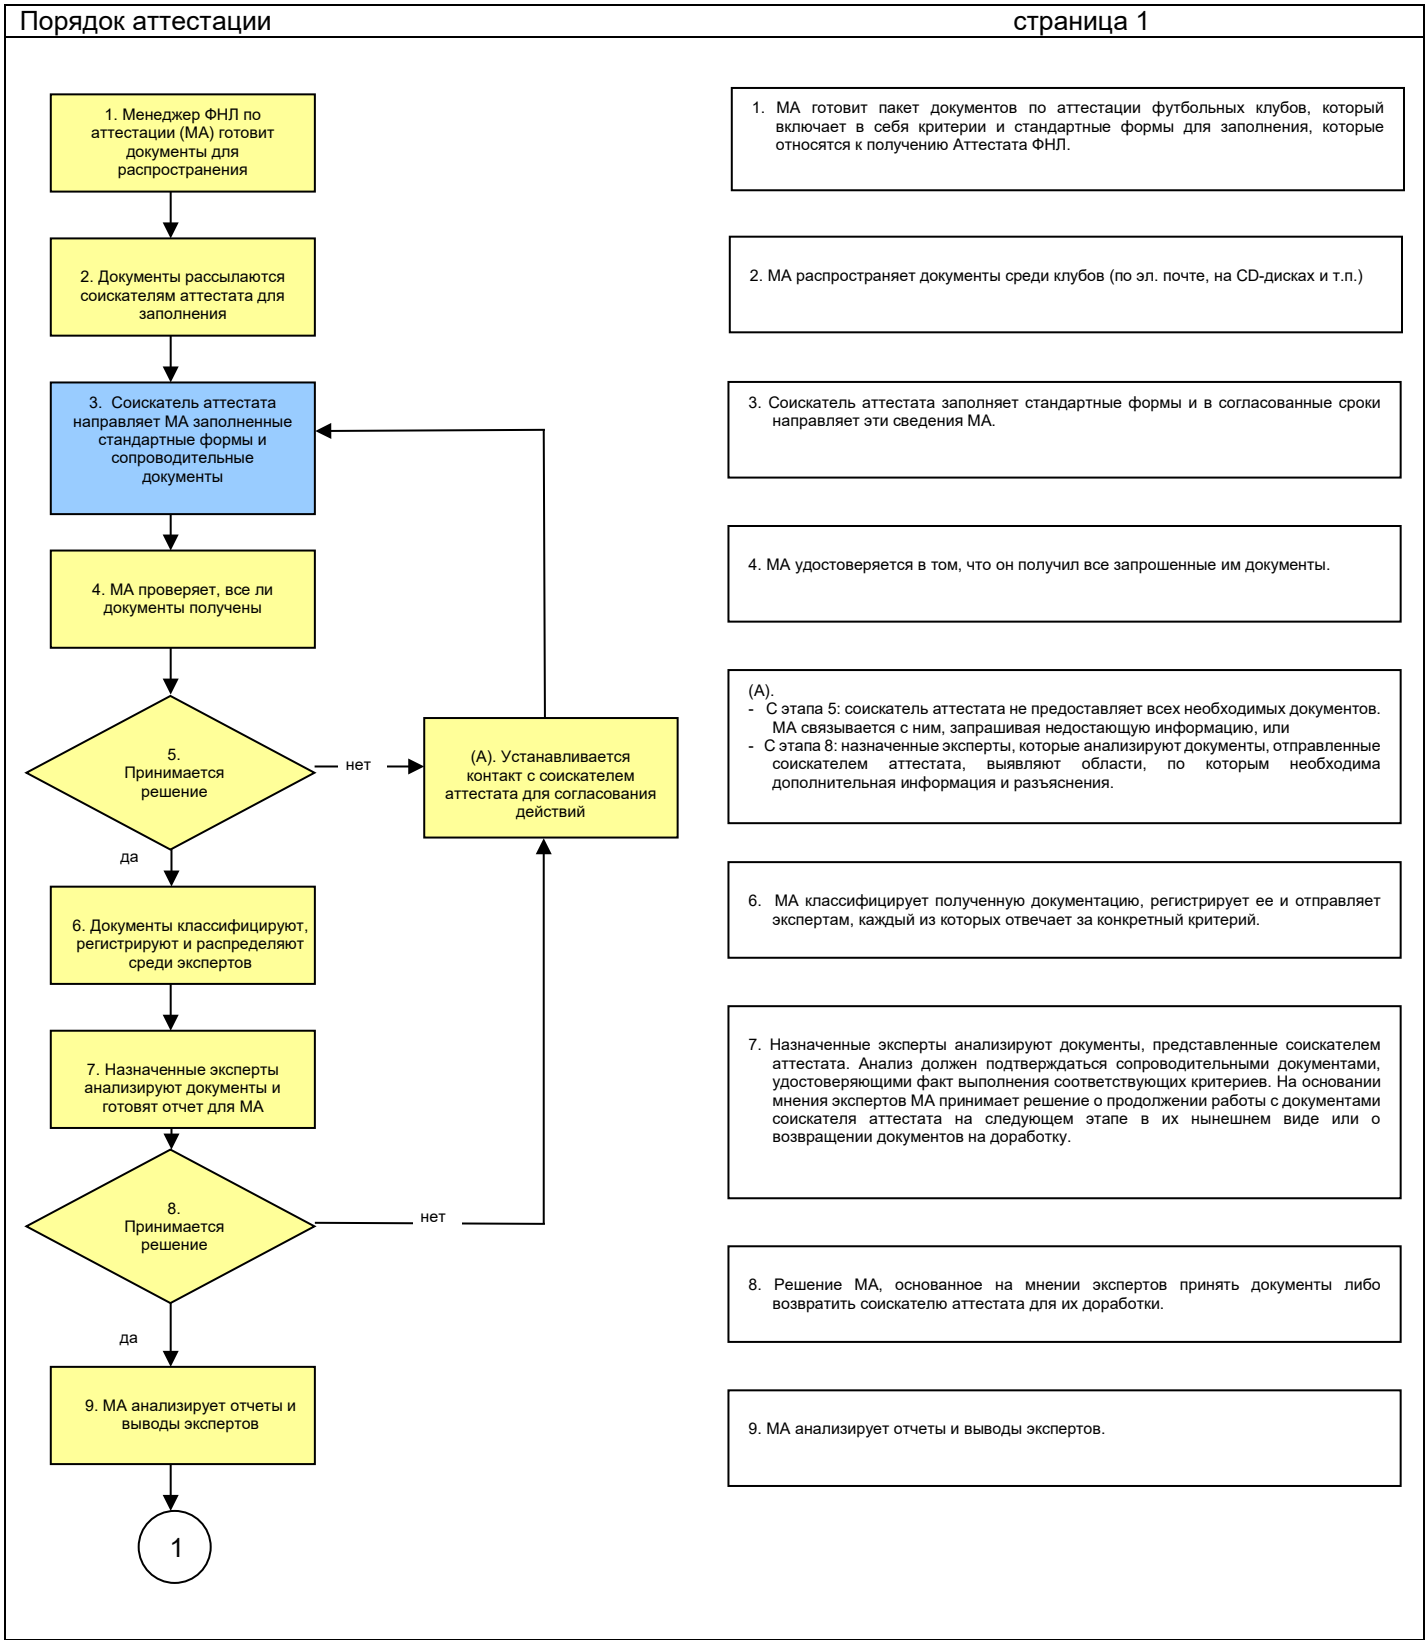 Порядок аттестации
страница 1
1. Менеджер ФНЛ по
аттестации (МА) готовит
документы для
распространения
1. МА готовит пакет документов по аттестации футбольных клубов, который
включает в себя критерии и стандартные формы для заполнения, которые
относятся к получению Аттестата ФНЛ.
2. Документы рассылаются
соискателям аттестата для
заполнения
2. МА распространяет документы среди клубов (по эл. почте, на CD-дисках и т.п.)
3. Соискатель аттестата
направляет МА заполненные
стандартные формы и
сопроводительные
документы
3. Соискатель аттестата заполняет стандартные формы и в согласованные сроки
направляет эти сведения МА.
4. МА проверяет, все ли
документы получены
4. МА удостоверяется в том, что он получил все запрошенные им документы.
5.
Принимается
решение
нет
(А). Устанавливается
контакт с соискателем
аттестата для согласования
действий
(А).
- С этапа 5: соискатель аттестата не предоставляет всех необходимых документов.
МА связывается с ним, запрашивая недостающую информацию, или
- С этапа 8: назначенные эксперты, которые анализируют документы, отправленные
соискателем аттестата, выявляют области, по которым необходима
дополнительная информация и разъяснения.
да
6. Документы классифицируют,
регистрируют и распределяют
среди экспертов
6. МА классифицирует полученную документацию, регистрирует ее и отправляет
экспертам, каждый из которых отвечает за конкретный критерий.
7. Назначенные эксперты
анализируют документы и
готовят отчет для МА
7. Назначенные эксперты анализируют документы, представленные соискателем
аттестата. Анализ должен подтверждаться сопроводительными документами,
удостоверяющими факт выполнения соответствующих критериев. На основании
мнения экспертов МА принимает решение о продолжении работы с документами
соискателя аттестата на следующем этапе в их нынешнем виде или о
возвращении документов на доработку.
8.
Принимается
решение
нет
8. Решение МА, основанное на мнении экспертов принять документы либо
возвратить соискателю аттестата для их доработки.
да
9. МА анализирует отчеты и
выводы экспертов
9. МА анализирует отчеты и выводы экспертов.
1